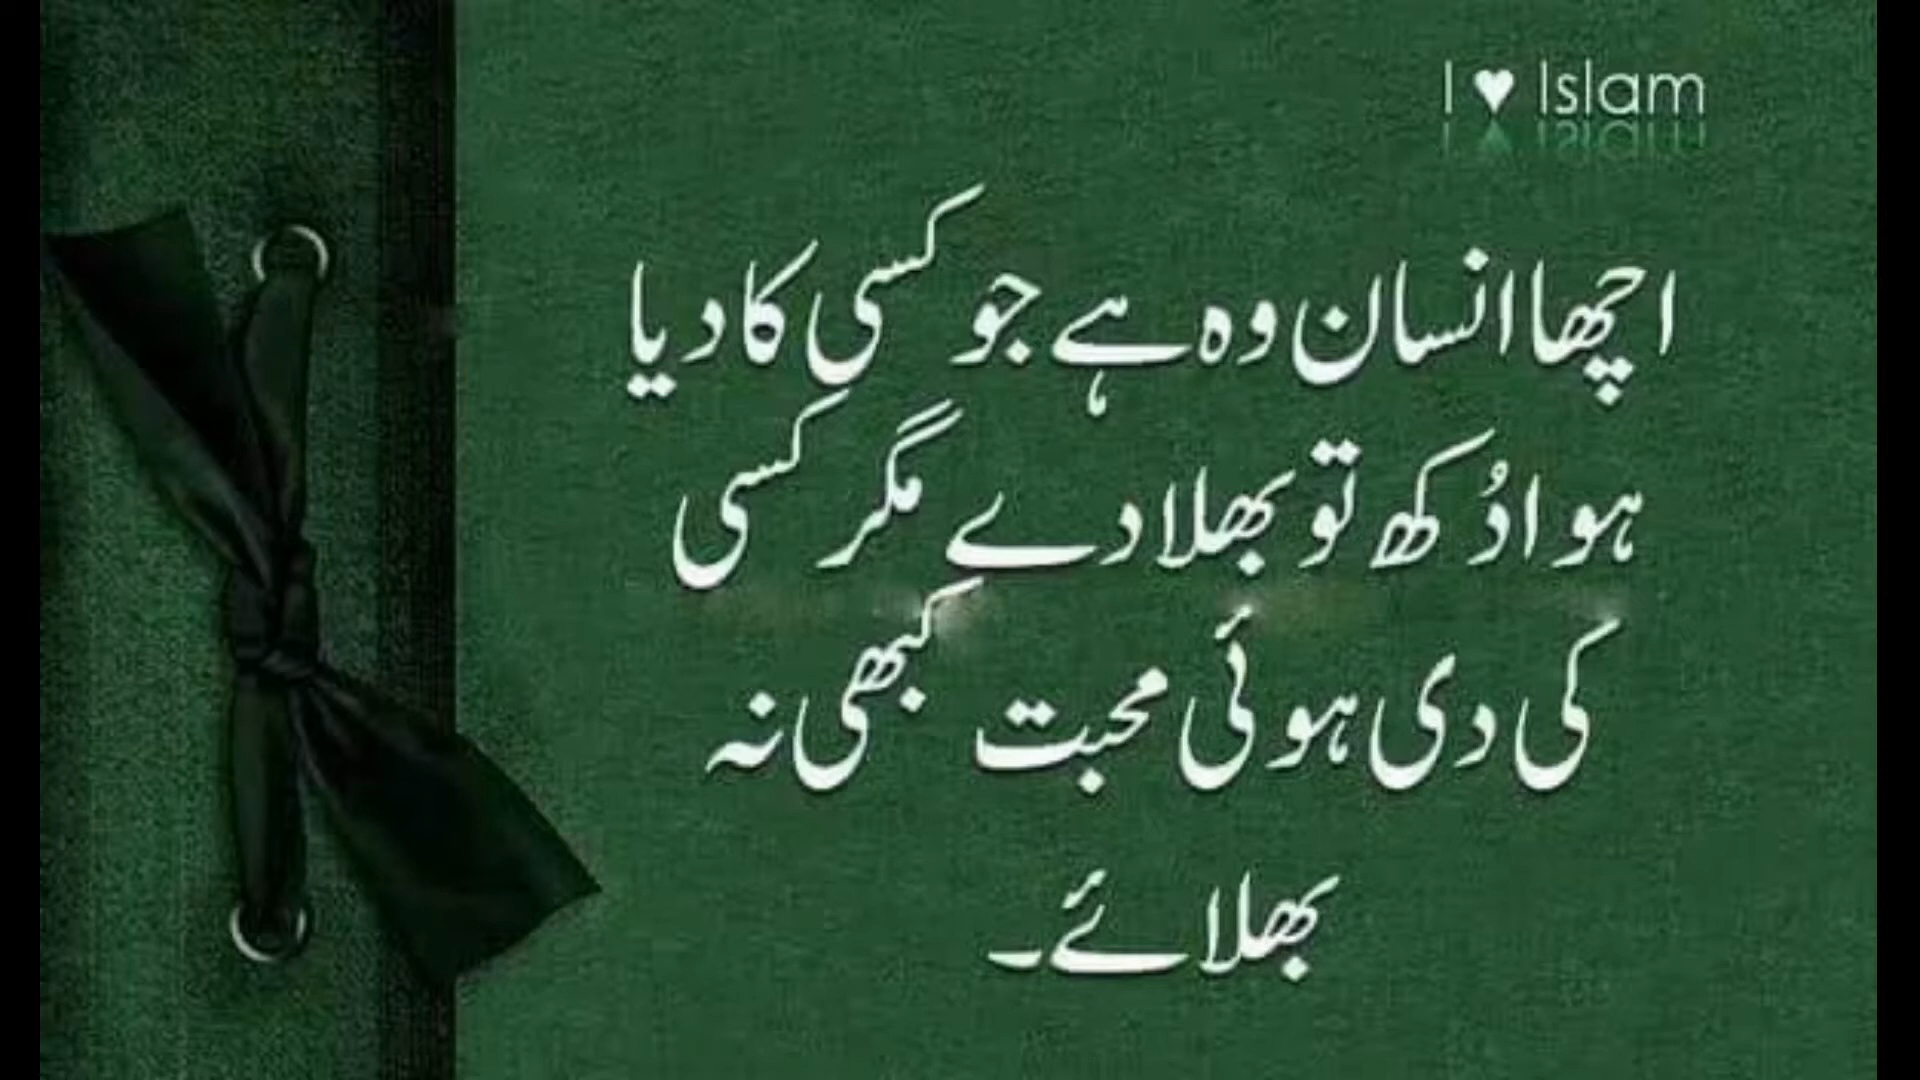 I ♥ Islam
اچھا انسان وہ ہے جو کسی کا دیا
ہوا دُکھ تو بھلا دے مگر کسی
کی دی ہوئی محبت کبھی نہ
بھلائے۔